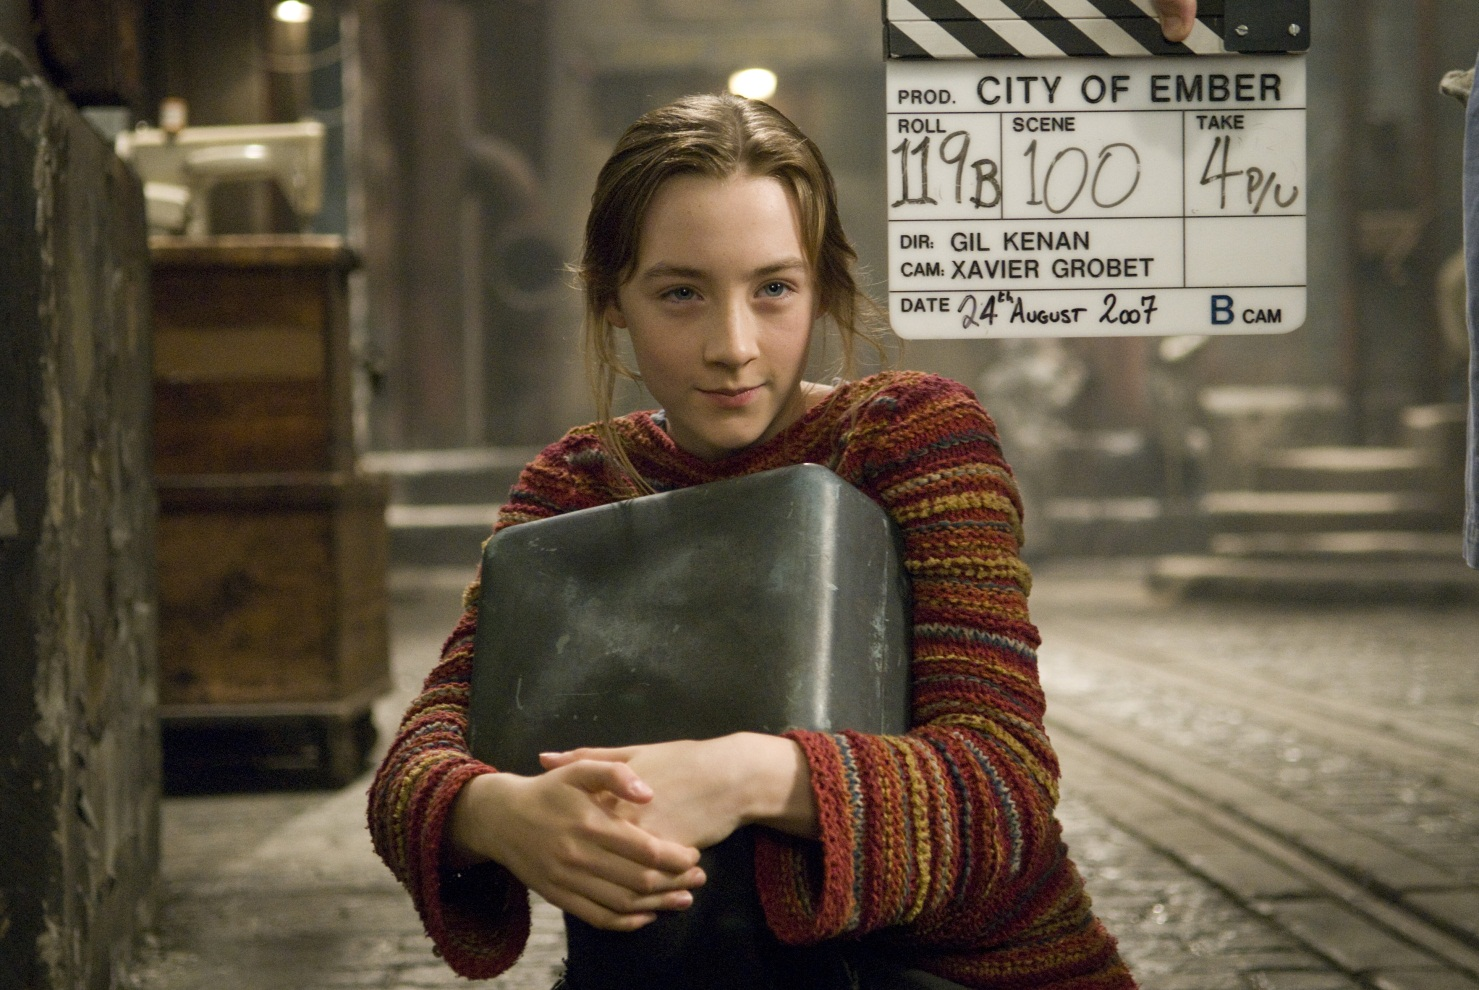 PROD. CITY OF EMBER
ROLL SCENE TAKE
119B 100 4 P/U
DIR: GIL KENAN
CAM: XAVIER GROBET
DATE 24th AUGUST 2007 B CAM